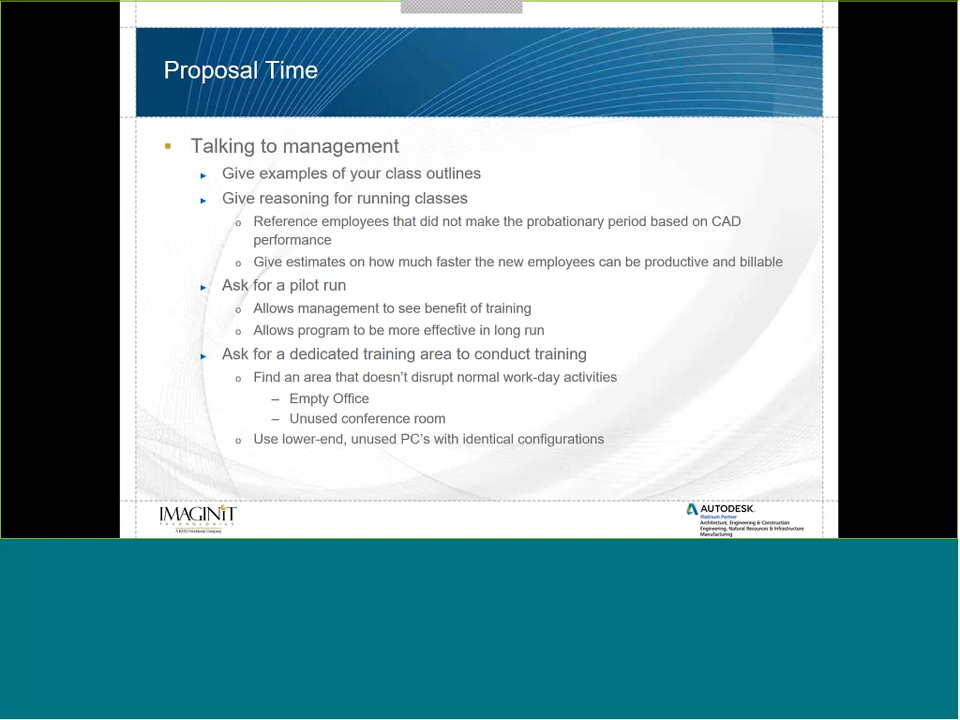 Proposal Time
▪ Talking to management
► Give examples of your class outlines
► Give reasoning for running classes
o Reference employees that did not make the probationary period based on CAD
performance
o Give estimates on how much faster the new employees can be productive and billable
► Ask for a pilot run
o Allows management to see benefit of training
o Allows program to be more effective in long run
► Ask for a dedicated training area to conduct training
o Find an area that doesn't disrupt normal work-day activities
– Empty Office
– Unused conference room
o Use lower-end, unused PC's with identical configurations
IMAGINiT
TECHNOLOGIES
AUTODESK.
Platinum Partner
Architecture, Engineering & Construction
Engineering, Natural Resources & Infrastructure
Manufacturing